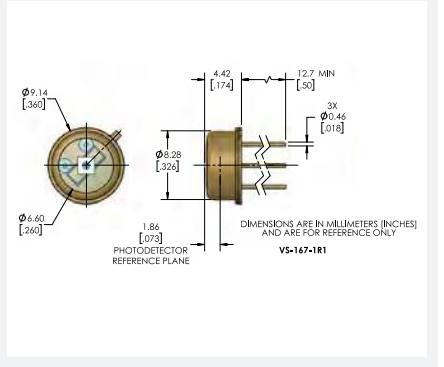 4.42
[.174]
12.7 MIN
[.50]
Ø9.14
[.360]
3X
Ø0.46
[.018]
Ø8.28
[.326]
Ø6.60
[.260]
1.86
[.073]
PHOTODETECTOR
REFERENCE PLANE
DIMENSIONS ARE IN MILLIMETERS [INCHES]
AND ARE FOR REFERENCE ONLY
VS-167-1R1